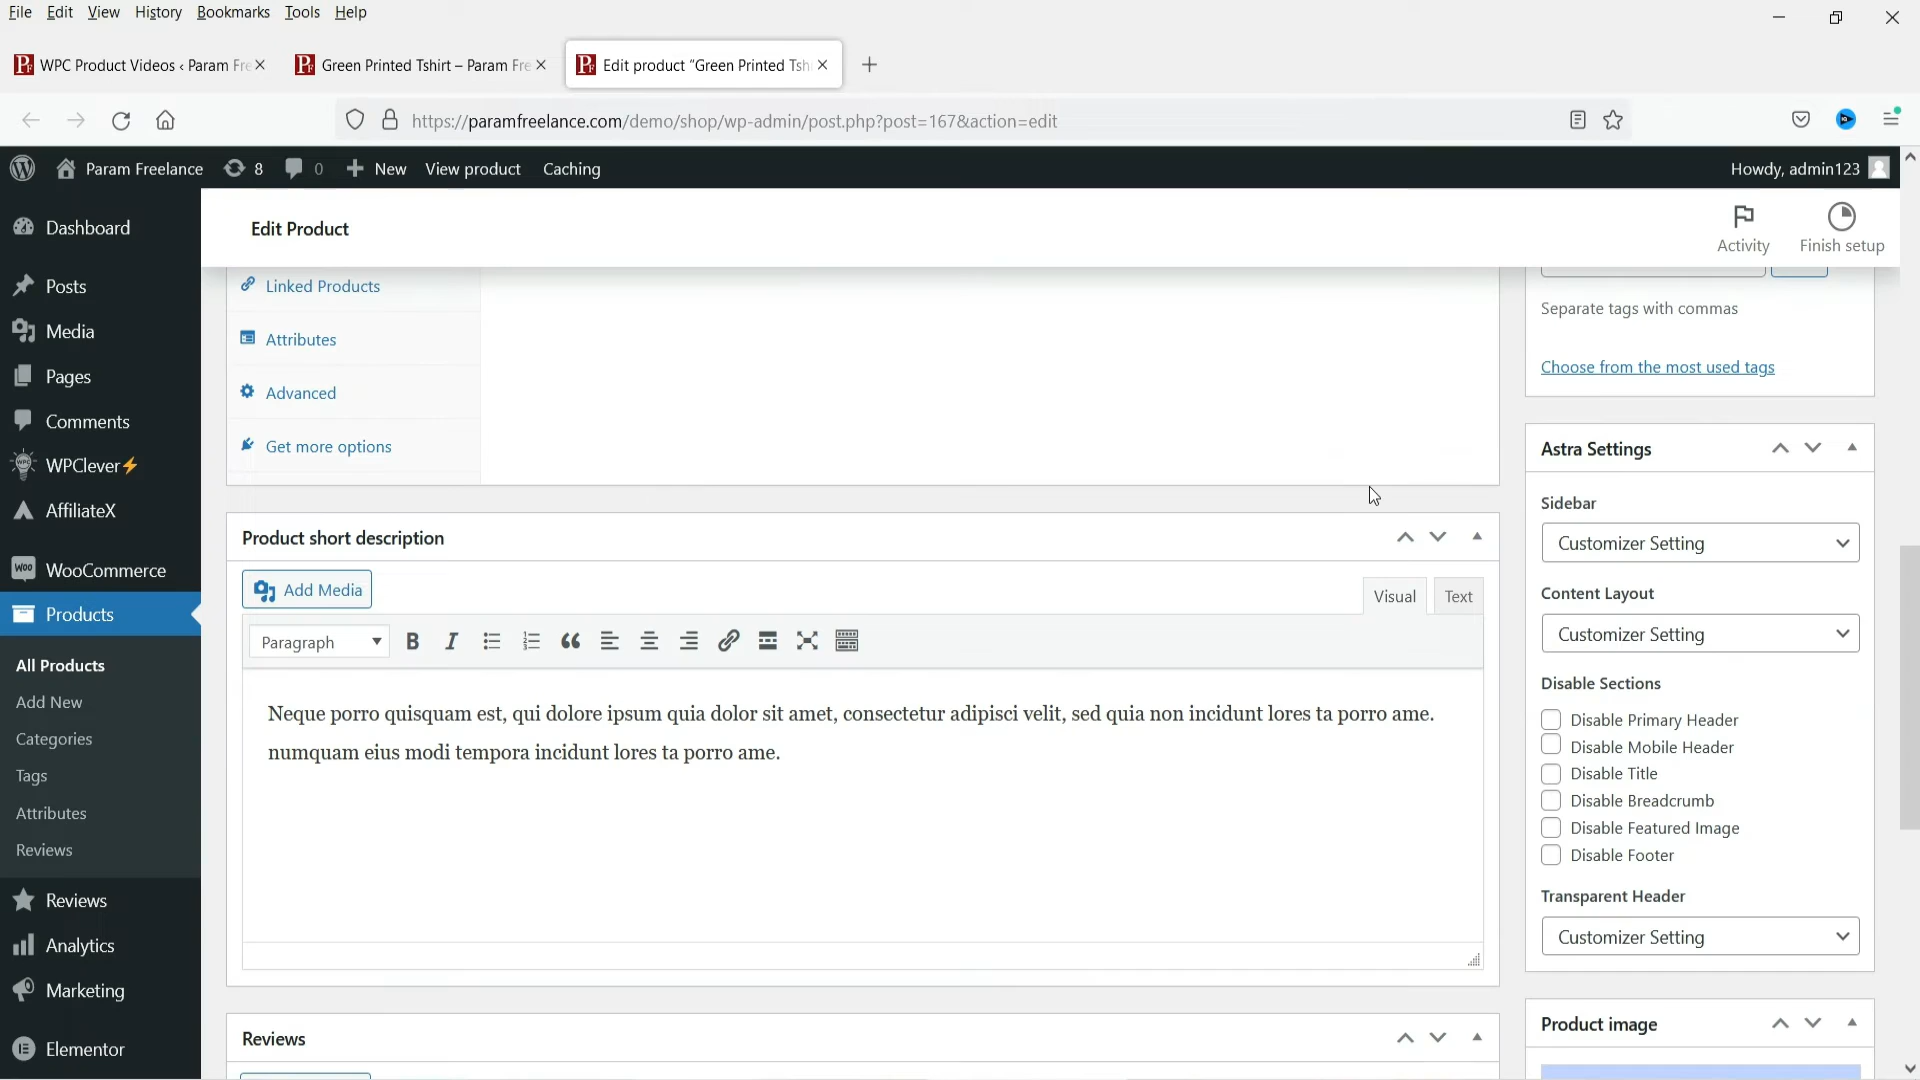 File Edit View History Bookmarks Tools Help
WPC Product Videos ‹ Param Fre
Green Printed Tshirt – Param Fre
Edit product “Green Printed Tsh
https://paramfreelance.com/demo/shop/wp-admin/post.php?post=167&action=edit
Param Freelance 8 0 New View product Caching Howdy, admin123
Dashboard
Posts
Media
Pages
Comments
WPClever⚡
AffiliateX
WooCommerce
Products
All Products
Add New
Categories
Tags
Attributes
Reviews
Reviews
Analytics
Marketing
Elementor
Edit Product
Activity
Finish setup
Linked Products
Attributes
Advanced
Get more options
Product short description
Add Media
Visual Text
Paragraph
Neque porro quisquam est, qui dolore ipsum quia dolor sit amet, consectetur adipisci velit, sed quia non incidunt lores ta porro ame.
numquam eius modi tempora incidunt lores ta porro ame.
Reviews
Separate tags with commas
Choose from the most used tags
Astra Settings
Sidebar
Customizer Setting
Content Layout
Customizer Setting
Disable Sections
Disable Primary Header
Disable Mobile Header
Disable Title
Disable Breadcrumb
Disable Featured Image
Disable Footer
Transparent Header
Customizer Setting
Product image